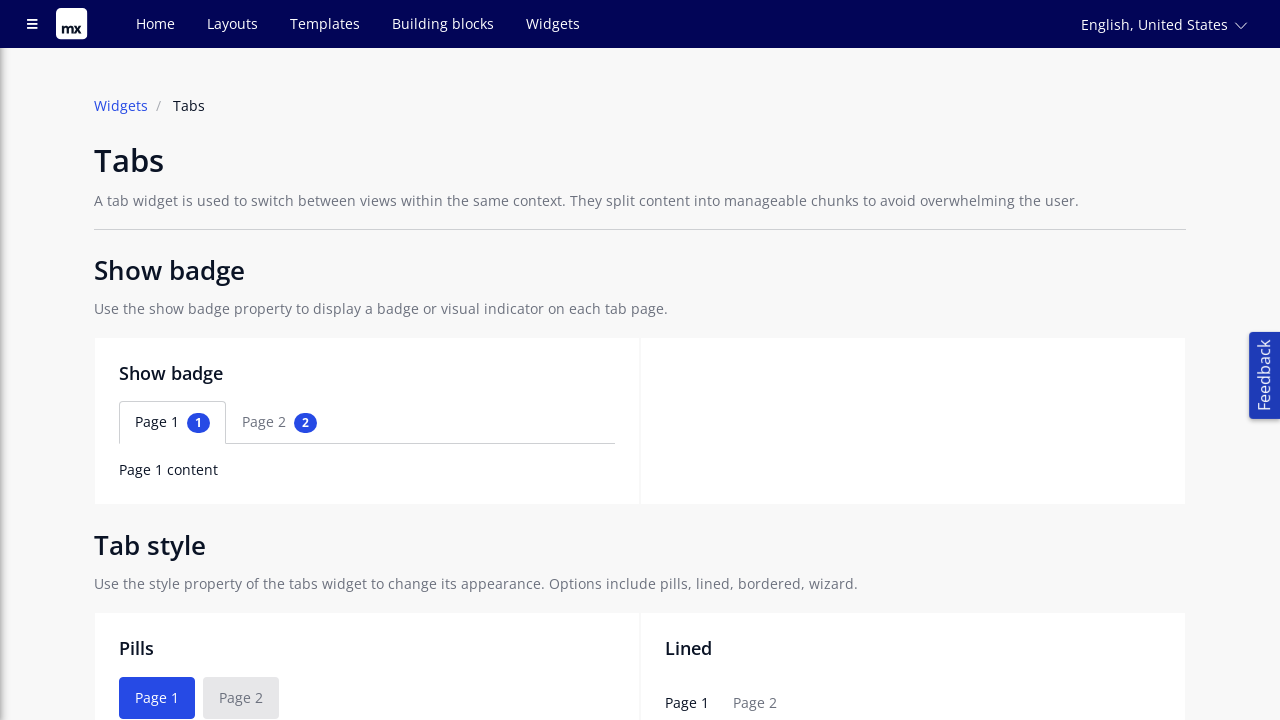 mx
Home
Layouts
Templates
Building blocks
Widgets
English, United States
Widgets / Tabs
Tabs
A tab widget is used to switch between views within the same context. They split content into manageable chunks to avoid overwhelming the user.
Show badge
Use the show badge property to display a badge or visual indicator on each tab page.
Show badge
Page 1 1
Page 2 2
Page 1 content
Feedback
Tab style
Use the style property of the tabs widget to change its appearance. Options include pills, lined, bordered, wizard.
Pills
Page 1
Page 2
Lined
Page 1
Page 2